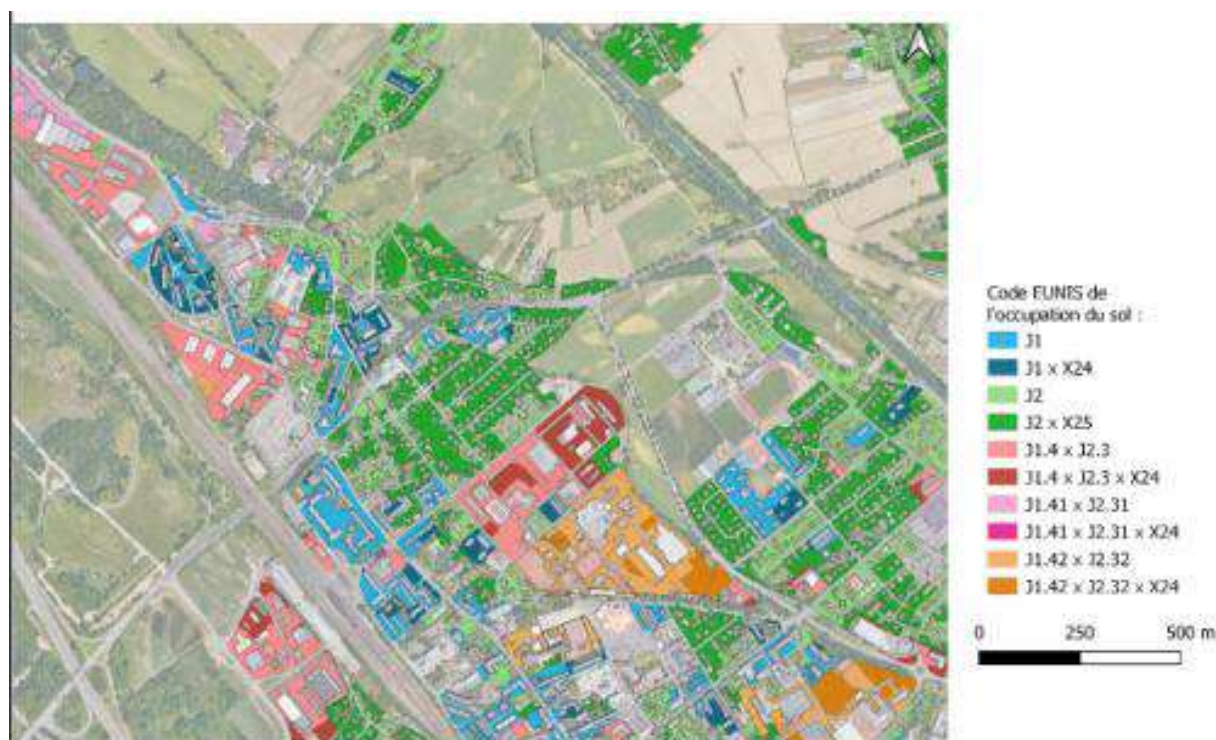 Code EUNIS de
l'occupation du sol :
J1
J1 x X24
J2
J2 x X25
J1.4 x J2.3
J1.4 x J2.3 x X24
J1.41 x J2.31
J1.41 x J2.31 x X24
J1.42 x J2.32
J1.42 x J2.32 x X24
0 250 500 m